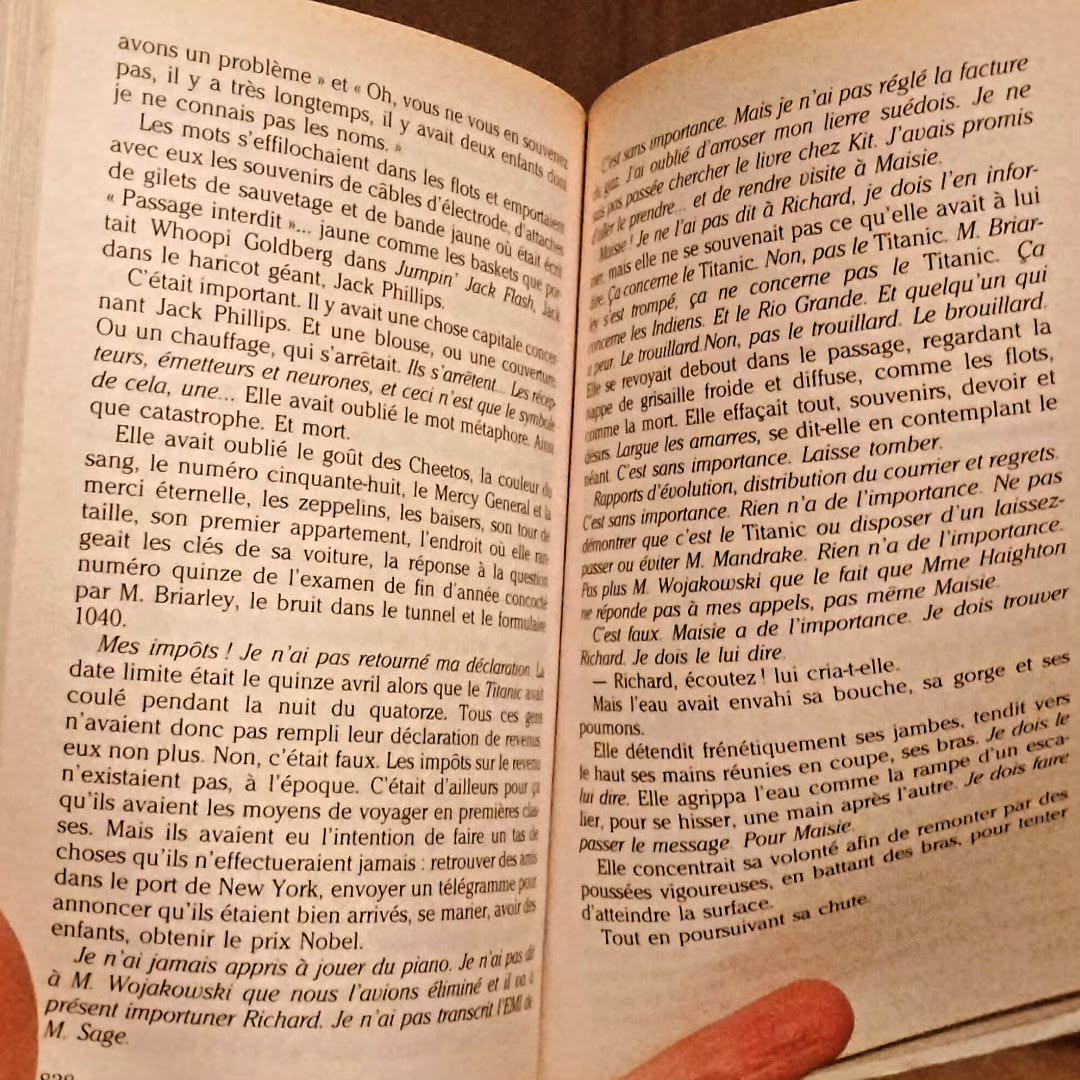 avons un problème » et « Oh, vous ne vous en souvenez
pas, il y a très longtemps, il y avait deux enfants dont
je ne connais pas les noms. »
Les mots s'effilochaient dans les flots et emportaient
avec eux les souvenirs de câbles d'électrode, d'attaches
de gilets de sauvetage et de bande jaune où était écrit
« Passage interdit »... jaune comme les baskets que por-
tait Whoopi Goldberg dans Jumpin' Jack Flash, Jack
dans le haricot géant, Jack Phillips.
C'était important. Il y avait une chose capitale concer-
nant Jack Phillips. Et une blouse, ou une couverture.
Ou un chauffage, qui s'arrêtait. Ils s'arrêtent... Les récep-
teurs, émetteurs et neurones, et ceci n'est que le symbole
de cela, une... Elle avait oublié le mot métaphore. Ainsi
que catastrophe. Et mort.
Elle avait oublié le goût des Cheetos, la couleur du
sang, le numéro cinquante-huit, le Mercy General et la
merci éternelle, les zeppelins, les baisers, son tour de
taille, son premier appartement, l'endroit où elle ran-
geait les clés de sa voiture, la réponse à la question
numéro quinze de l'examen de fin d'année concocté
par M. Briarley, le bruit dans le tunnel et le formulaire
1040.
Mes impôts ! Je n'ai pas retourné ma déclaration. La
date limite était le quinze avril alors que le Titanic avait
coulé pendant la nuit du quatorze. Tous ces gens
n'avaient donc pas rempli leur déclaration de revenus
eux non plus. Non, c'était faux. Les impôts sur le revenu
n'existaient pas, à l'époque. C'était d'ailleurs pour ça
qu'ils avaient les moyens de voyager en premières clas-
ses. Mais ils avaient eu l'intention de faire un tas de
choses qu'ils n'effectueraient jamais : retrouver des amis
dans le port de New York, envoyer un télégramme pour
annoncer qu'ils étaient bien arrivés, se marier, avoir des
enfants, obtenir le prix Nobel.
Je n'ai jamais appris à jouer du piano. Je n'ai pas dit
à M. Wojakowski que nous l'avions éliminé et il va à
présent importuner Richard. Je n'ai pas transcrit l'EMI de
M. Sage.
C'est sans importance. Mais je n'ai pas réglé la facture
du gaz. J'ai oublié d'arroser mon lierre suédois. Je ne
suis pas passée chercher le livre chez Kit. J'avais promis
d'aller le prendre... et de rendre visite à Maisie.
Maisie ! Je ne l'ai pas dit à Richard, je dois l'en infor-
mer, mais elle ne se souvenait pas ce qu'elle avait à lui
dire. Ça concerne le Titanic. Non, pas le Titanic. M. Briar-
ley s'est trompé, ça ne concerne pas le Titanic. Ça
concerne les Indiens. Et le Rio Grande. Et quelqu'un qui
a peur. Le trouillard. Non, pas le trouillard. Le brouillard.
Elle se revoyait debout dans le passage, regardant la
nappe de grisaille froide et diffuse, comme les flots,
comme la mort. Elle effaçait tout, souvenirs, devoir et
désirs. Largue les amarres, se dit-elle en contemplant le
néant. C'est sans importance. Laisse tomber.
Rapports d'évolution, distribution du courrier et regrets.
C'est sans importance. Rien n'a de l'importance. Ne pas
démontrer que c'est le Titanic ou disposer d'un laissez-
passer ou éviter M. Mandrake. Rien n'a de l'importance.
Pas plus M. Wojakowski que le fait que Mme Haighton
ne réponde pas à mes appels, pas même Maisie.
C'est faux. Maisie a de l'importance. Je dois trouver
Richard. Je dois le lui dire.
— Richard, écoutez ! lui cria-t-elle.
Mais l'eau avait envahi sa bouche, sa gorge et ses
poumons.
Elle détendit frénétiquement ses jambes, tendit vers
le haut ses mains réunies en coupe, ses bras. Je dois le
lui dire. Elle agrippa l'eau comme la rampe d'un esca-
lier, pour se hisser, une main après l'autre. Je dois faire
passer le message. Pour Maisie.
Elle concentrait sa volonté afin de remonter par des
poussées vigoureuses, en battant des bras, pour tenter
d'atteindre la surface.
Tout en poursuivant sa chute.